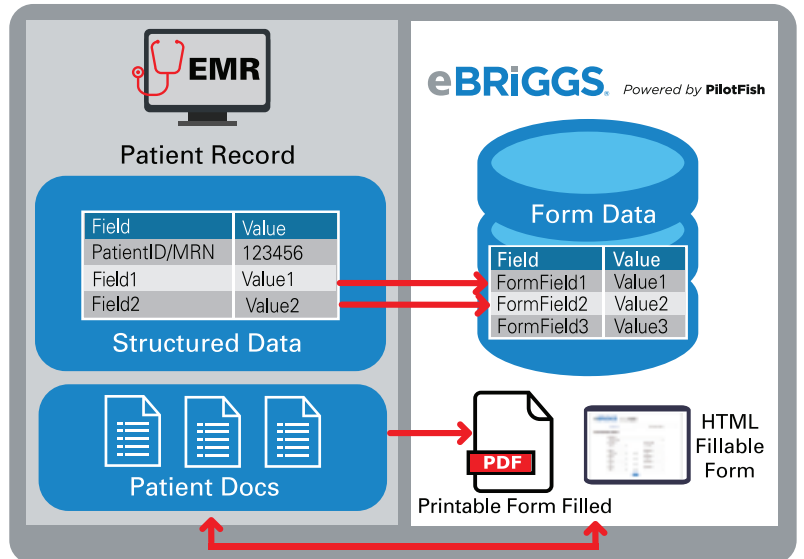 EMR
Patient Record
Field Value
PatientID/MRN 123456
Field1 Value1
Field2 Value2
Structured Data
Patient Docs
eBRiGGS® Powered by PilotFish
Form Data
Field Value
FormField1 Value1
FormField2 Value2
FormField3 Value3
PDF
Printable Form Filled
HTML
Fillable
Form